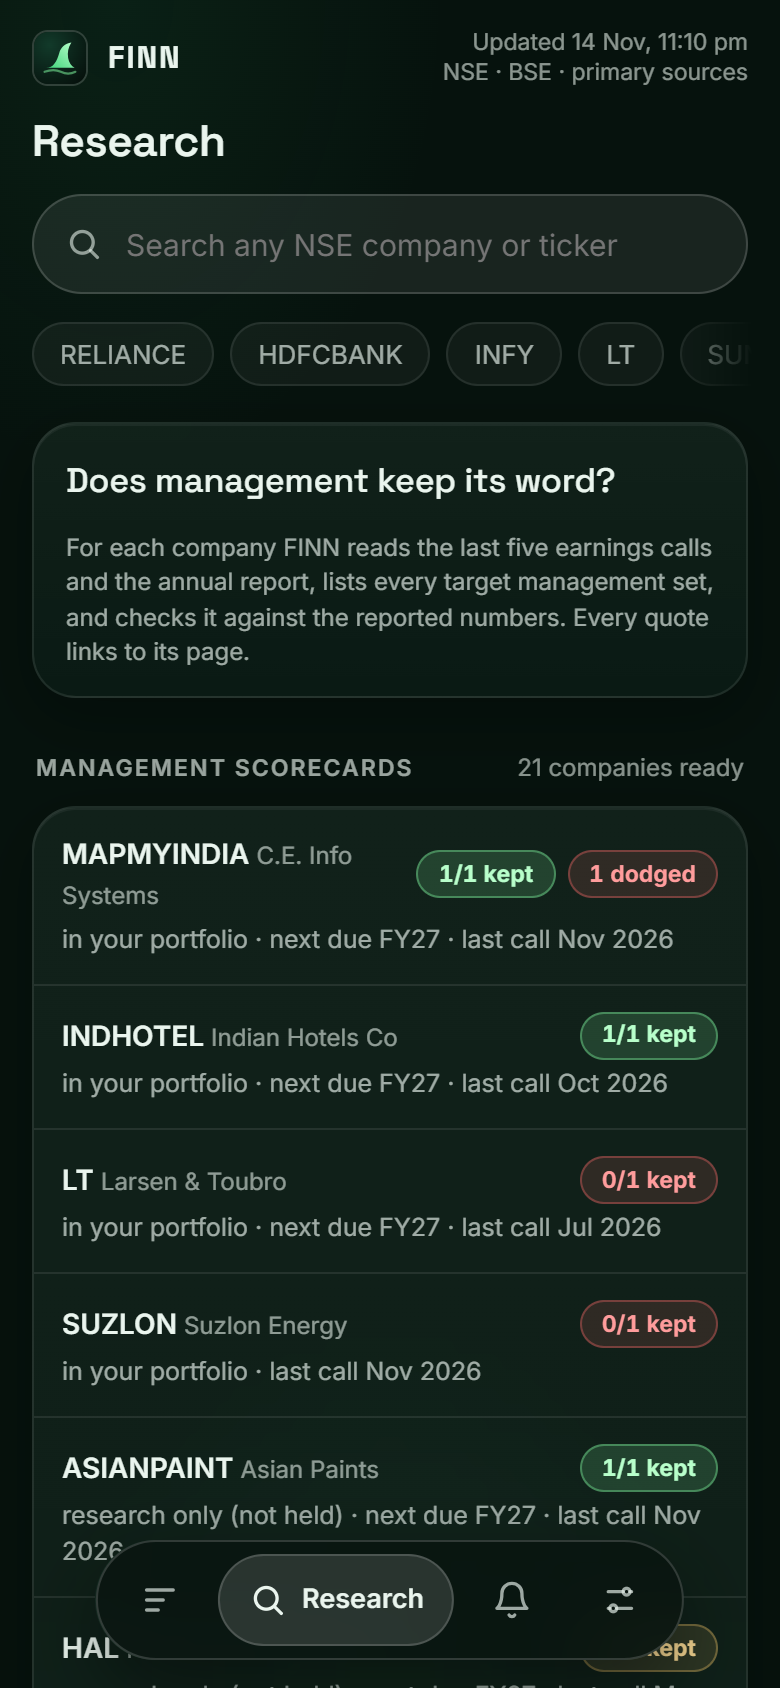 FINN
Updated 14 Nov, 11:10 pm
NSE · BSE · primary sources
Research
Search any NSE company or ticker
RELIANCE
HDFCBANK
INFY
LT
Does management keep its word?
For each company FINN reads the last five earnings calls
and the annual report, lists every target management set,
and checks it against the reported numbers. Every quote
links to its page.
MANAGEMENT SCORECARDS
21 companies ready
MAPMYINDIA C.E. Info
Systems
1/1 kept
1 dodged
in your portfolio · next due FY27 · last call Nov 2026
INDHOTEL Indian Hotels Co
1/1 kept
in your portfolio · next due FY27 · last call Oct 2026
LT Larsen & Toubro
0/1 kept
in your portfolio · next due FY27 · last call Jul 2026
SUZLON Suzlon Energy
0/1 kept
in your portfolio · last call Nov 2026
ASIANPAINT Asian Paints
1/1 kept
research only (not held) · next due FY27 · last call Nov
2026
Research
HAL